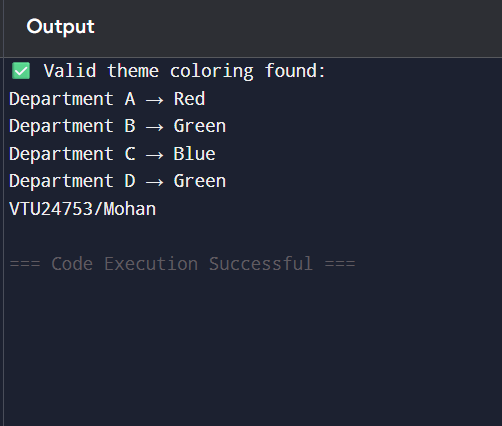 Output
✅ Valid theme coloring found:
Department A → Red
Department B → Green
Department C → Blue
Department D → Green
VTU24753/Mohan
=== Code Execution Successful ===